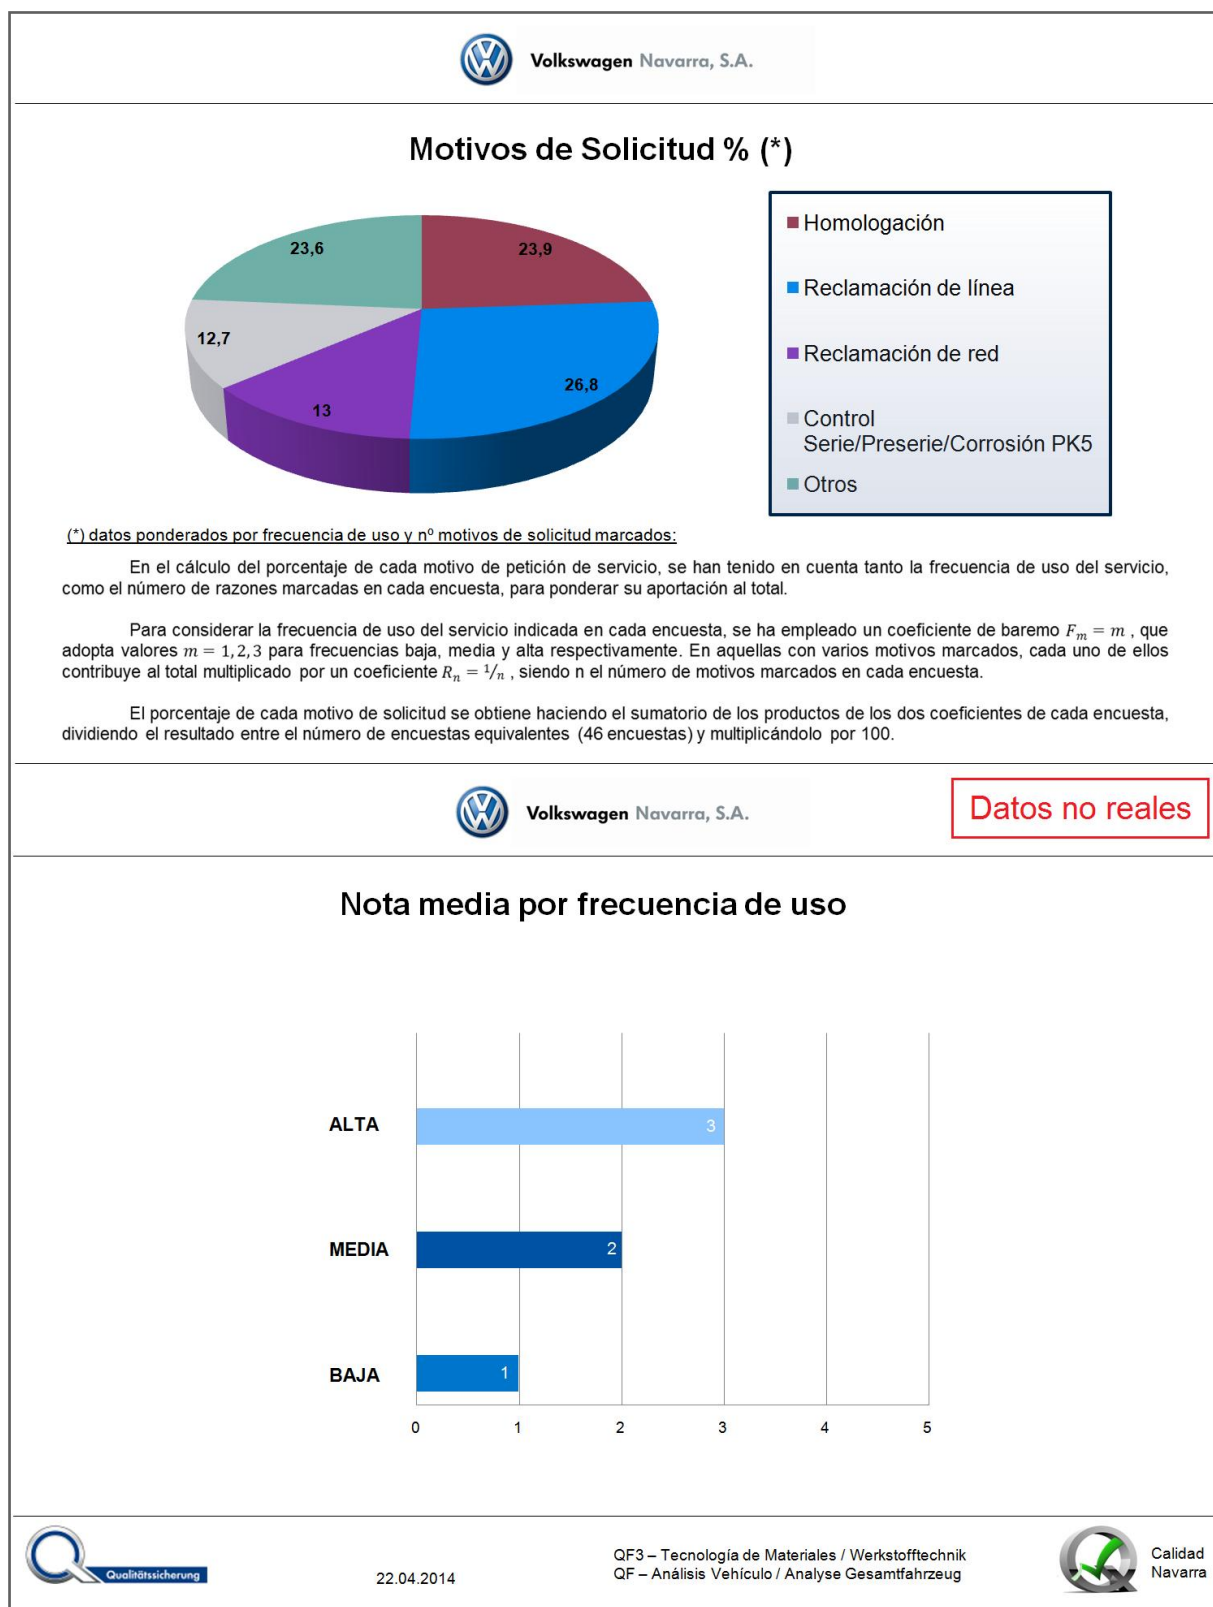 Volkswagen Navarra, S.A.
Motivos de Solicitud % (*)
23,6
23,9
12,7
13
26,8
Homologación
Reclamación de línea
Reclamación de red
Control
Serie/Preserie/Corrosión PK5
Otros
(*) datos ponderados por frecuencia de uso y nº motivos de solicitud marcados:
En el cálculo del porcentaje de cada motivo de petición de servicio, se han tenido en cuenta tanto la frecuencia de uso del servicio,
como el número de razones marcadas en cada encuesta, para ponderar su aportación al total.
Para considerar la frecuencia de uso del servicio indicada en cada encuesta, se ha empleado un coeficiente de baremo Fₘ = m , que
adopta valores m = 1, 2, 3 para frecuencias baja, media y alta respectivamente. En aquellas con varios motivos marcados, cada uno de ellos
contribuye al total multiplicado por un coeficiente Rₙ = ¹/ₙ , siendo n el número de motivos marcados en cada encuesta.
El porcentaje de cada motivo de solicitud se obtiene haciendo el sumatorio de los productos de los dos coeficientes de cada encuesta,
dividiendo el resultado entre el número de encuestas equivalentes (46 encuestas) y multiplicándolo por 100.
Volkswagen Navarra, S.A.
Datos no reales
Nota media por frecuencia de uso
ALTA
3
MEDIA
2
BAJA
1
0 1 2 3 4 5
Qualitätssicherung
22.04.2014
QF3 – Tecnología de Materiales / Werkstofftechnik
QF – Análisis Vehículo / Analyse Gesamtfahrzeug
Calidad
Navarra